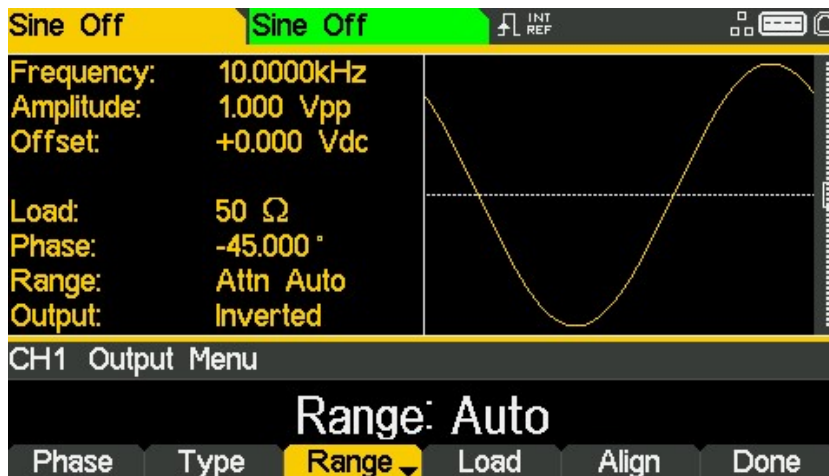 Sine Off Sine Off INT REF
Frequency: 10.0000kHz
Amplitude: 1.000 Vpp
Offset: +0.000 Vdc
Load: 50 Ω
Phase: -45.000 °
Range: Attn Auto
Output: Inverted
CH1 Output Menu
Range: Auto
Phase Type Range Load Align Done